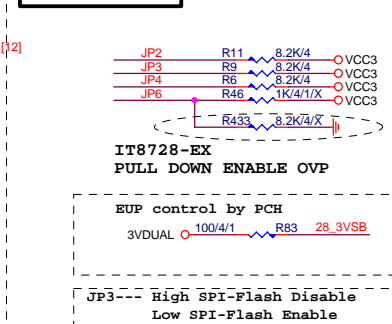 [12]
JP2 R11 8.2K/4 VCC3
JP3 R9 8.2K/4 VCC3
JP4 R6 8.2K/4 VCC3
JP6 R46 1K/4/1/X VCC3
R433 8.2K/4/X
IT8728-EX
PULL DOWN ENABLE OVP
EUP control by PCH
3VDUAL 100/4/1 R83 28_3VSB
JP3--- High SPI-Flash Disable
Low SPI-Flash Enable